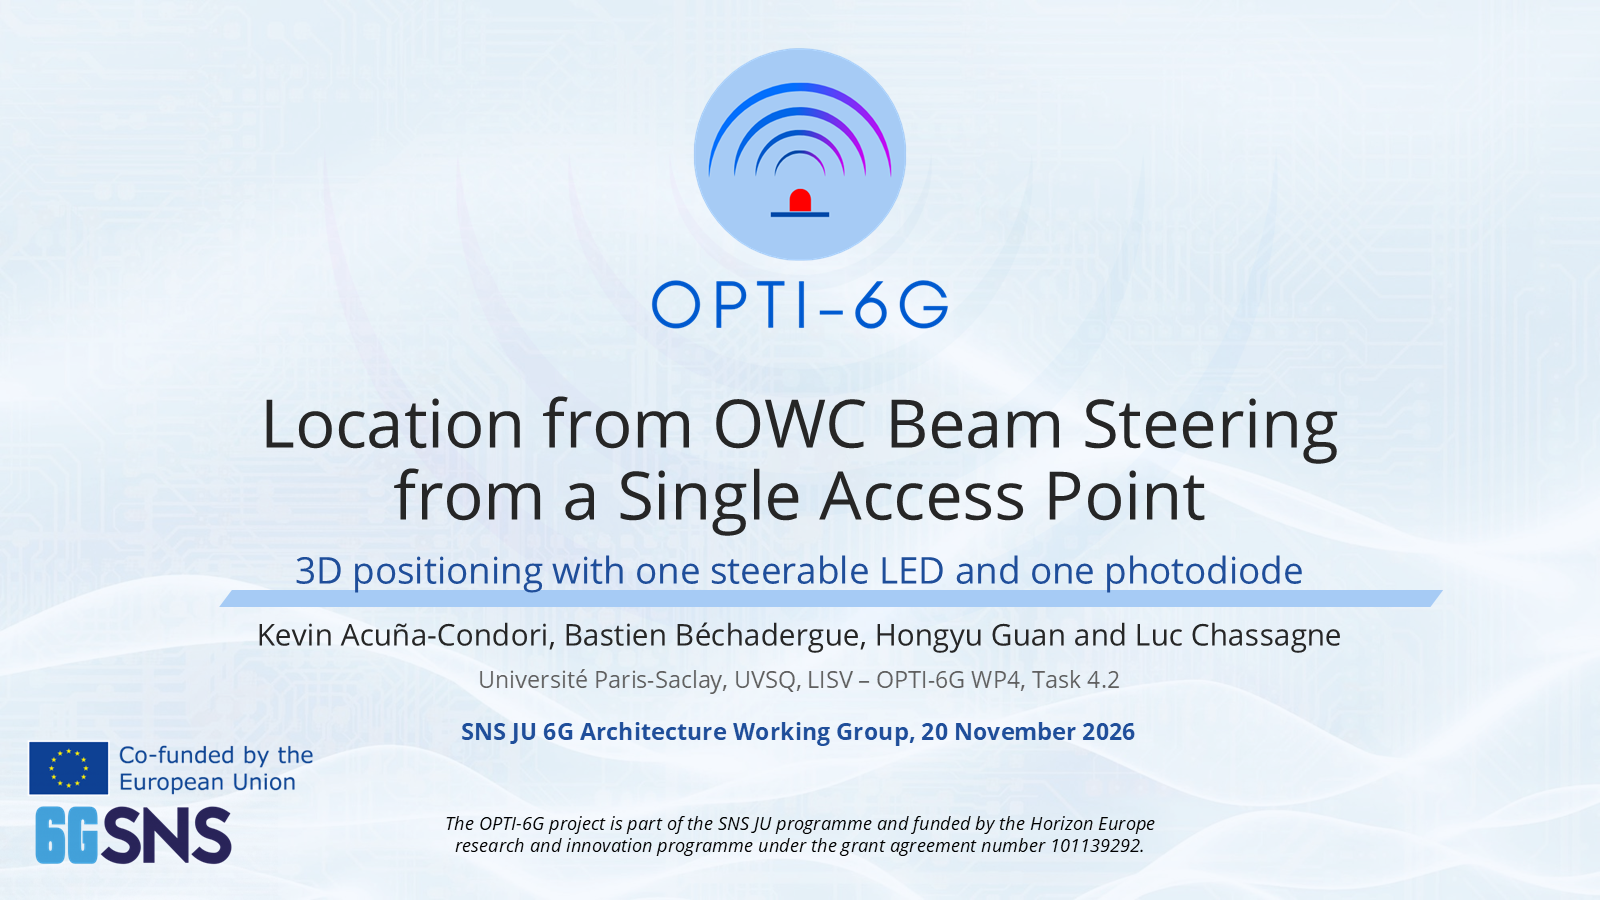 OPTI-6G
Location from OWC Beam Steering
from a Single Access Point
3D positioning with one steerable LED and one photodiode
Kevin Acuña-Condori, Bastien Béchadergue, Hongyu Guan and Luc Chassagne
Université Paris-Saclay, UVSQ, LISV – OPTI-6G WP4, Task 4.2
SNS JU 6G Architecture Working Group, 20 November 2026
Co-funded by the
European Union
6GSNS
The OPTI-6G project is part of the SNS JU programme and funded by the Horizon Europe
research and innovation programme under the grant agreement number 101139292.